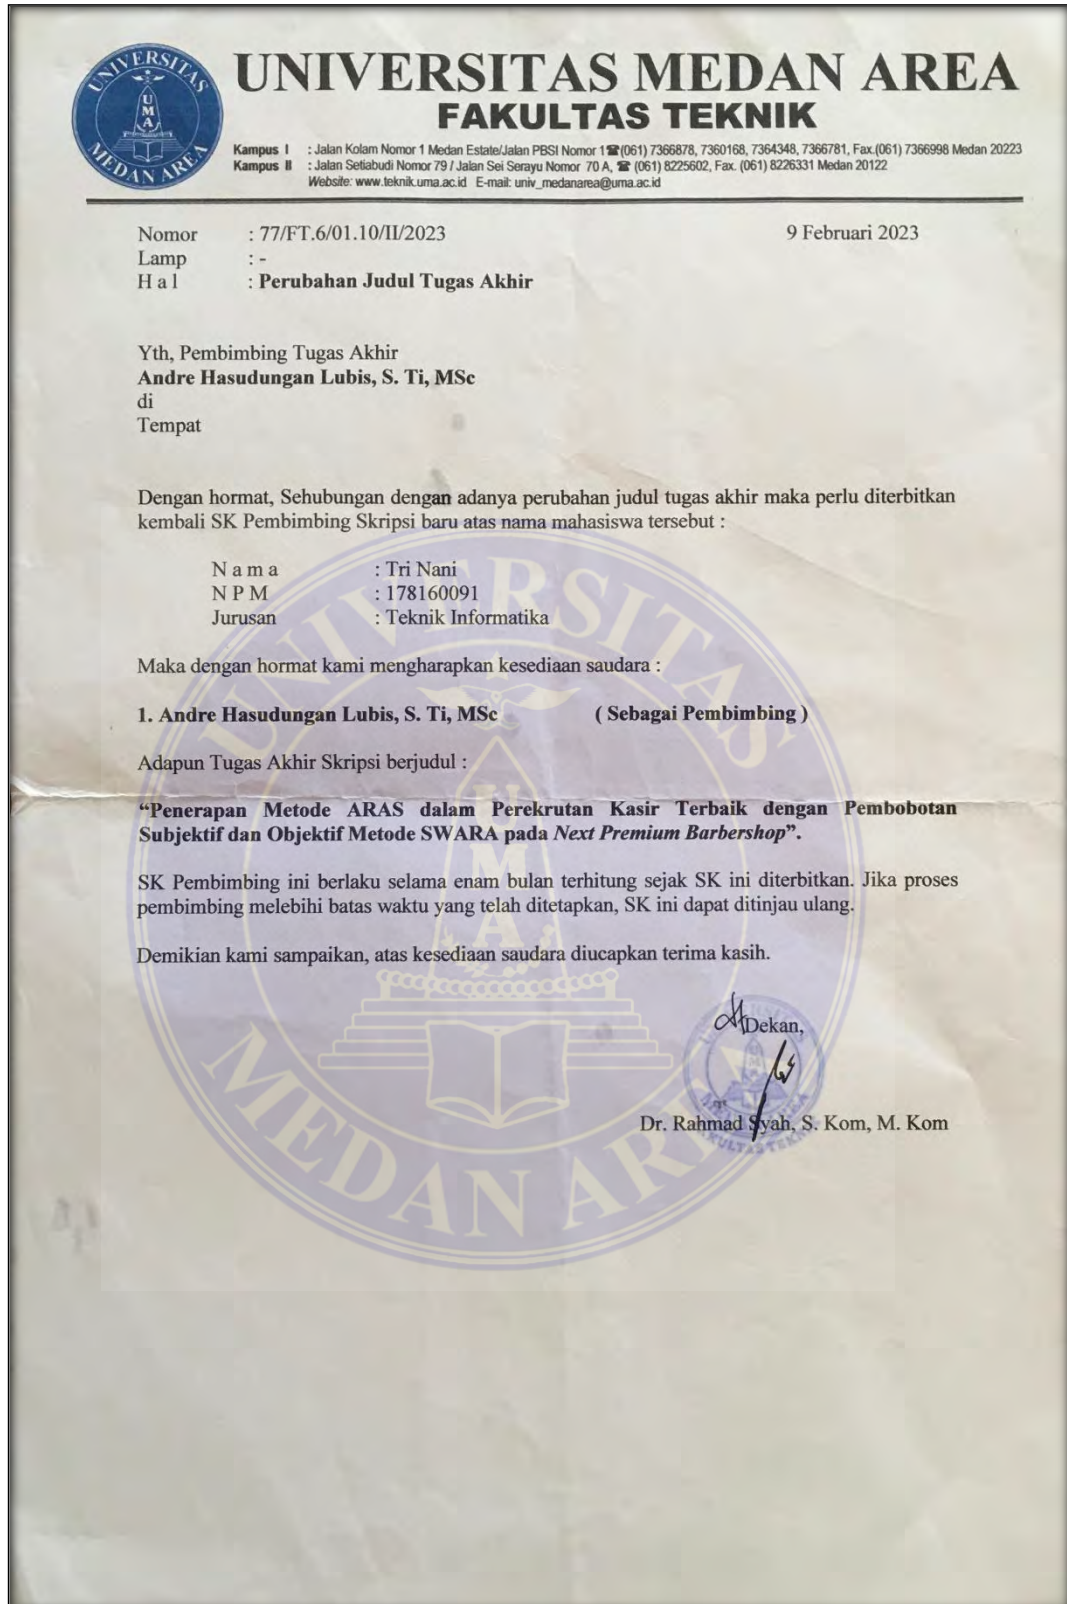 UNIVERSITAS MEDAN AREA
UMA
UNIVERSITAS MEDAN AREA
FAKULTAS TEKNIK
Kampus I : Jalan Kolam Nomor 1 Medan Estate/Jalan PBSI Nomor 1☎(061) 7366878, 7360168, 7364348, 7366781, Fax.(061) 7366998 Medan 20223
Kampus II : Jalan Setiabudi Nomor 79 / Jalan Sei Serayu Nomor 70 A, ☎ (061) 8225602, Fax. (061) 8226331 Medan 20122
Website: www.teknik.uma.ac.id E-mail: univ_medanarea@uma.ac.id
Nomor : 77/FT.6/01.10/II/2023 9 Februari 2023
Lamp : -
H a l : Perubahan Judul Tugas Akhir
Yth, Pembimbing Tugas Akhir
Andre Hasudungan Lubis, S. Ti, MSc
di
Tempat
Dengan hormat, Sehubungan dengan adanya perubahan judul tugas akhir maka perlu diterbitkan
kembali SK Pembimbing Skripsi baru atas nama mahasiswa tersebut :
N a m a : Tri Nani
N P M : 178160091
Jurusan : Teknik Informatika
Maka dengan hormat kami mengharapkan kesediaan saudara :
1. Andre Hasudungan Lubis, S. Ti, MSc ( Sebagai Pembimbing )
Adapun Tugas Akhir Skripsi berjudul :
“Penerapan Metode ARAS dalam Perekrutan Kasir Terbaik dengan Pembobotan
Subjektif dan Objektif Metode SWARA pada Next Premium Barbershop”.
SK Pembimbing ini berlaku selama enam bulan terhitung sejak SK ini diterbitkan. Jika proses
pembimbing melebihi batas waktu yang telah ditetapkan, SK ini dapat ditinjau ulang.
Demikian kami sampaikan, atas kesediaan saudara diucapkan terima kasih.
Dekan,
Dr. Rahmad Syah, S. Kom, M. Kom
UNIVERSITAS MEDAN AREA
UMA